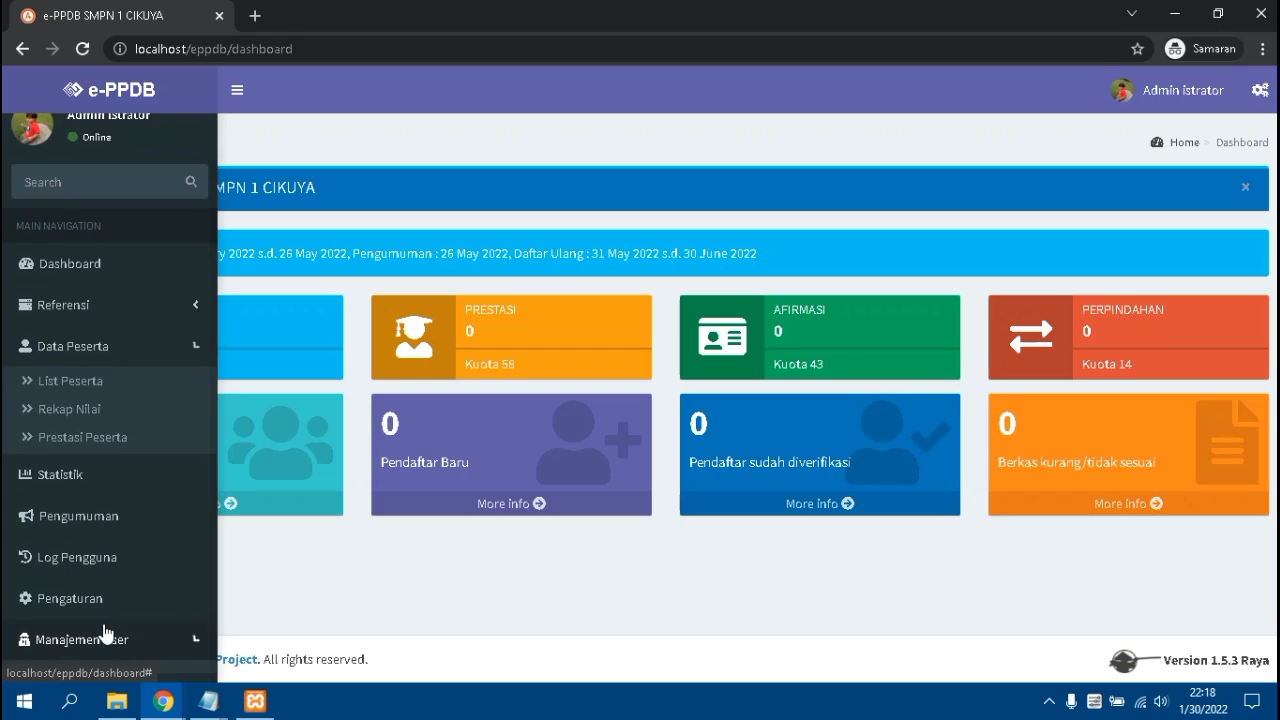 e-PPDB SMPN 1 CIKUYA
localhost/eppdb/dashboard
Samaran
e-PPDB
Admin istrator
Admin istrator
Online
Home
Dashboard
Search
MPN 1 CIKUYA
×
MAIN NAVIGATION
ry 2022 s.d. 26 May 2022, Pengumuman : 26 May 2022, Daftar Ulang : 31 May 2022 s.d. 30 June 2022
Dashboard
Referensi
Data Peserta
List Peserta
Rekap Nilai
Prestasi Peserta
Statistik
Pengumuman
Log Pengguna
Pengaturan
PRESTASI
0
Kuota 58
AFIRMASI
0
Kuota 43
PERPINDAHAN
0
Kuota 14
0
Pendaftar Baru
More info
0
Pendaftar sudah diverifikasi
More info
0
Berkas kurang/tidak sesuai
More info
Project. All rights reserved.
Version 1.5.3 Raya
localhost/eppdb/dashboard#
22:18
1/30/2022